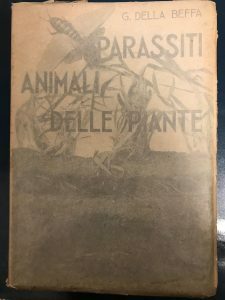 G. DELLA BEFFA
PARASSITI
ANIMALI
DELLE PIANTE